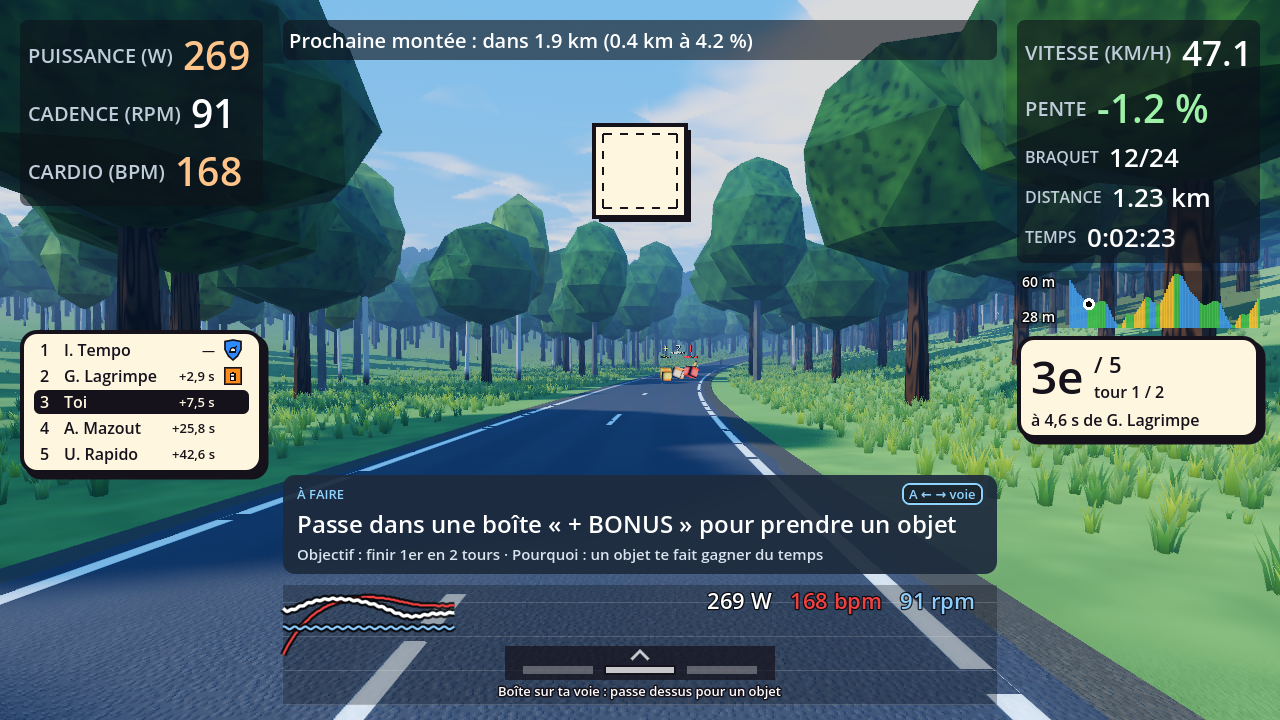 PUISSANCE (W) 269
CADENCE (RPM) 91
CARDIO (BPM) 168
Prochaine montée : dans 1.9 km (0.4 km à 4.2 %)
VITESSE (KM/H) 47.1
PENTE -1.2 %
BRAQUET 12/24
DISTANCE 1.23 km
TEMPS 0:02:23
60 m
28 m
1 I. Tempo —
2 G. Lagrimpe +2,9 s
3 Toi +7,5 s
4 A. Mazout +25,8 s
5 U. Rapido +42,6 s
3e / 5
tour 1 / 2
à 4,6 s de G. Lagrimpe
À FAIRE
A ← → voie
Passe dans une boîte « + BONUS » pour prendre un objet
Objectif : finir 1er en 2 tours · Pourquoi : un objet te fait gagner du temps
269 W 168 bpm 91 rpm
Boîte sur ta voie : passe dessus pour un objet